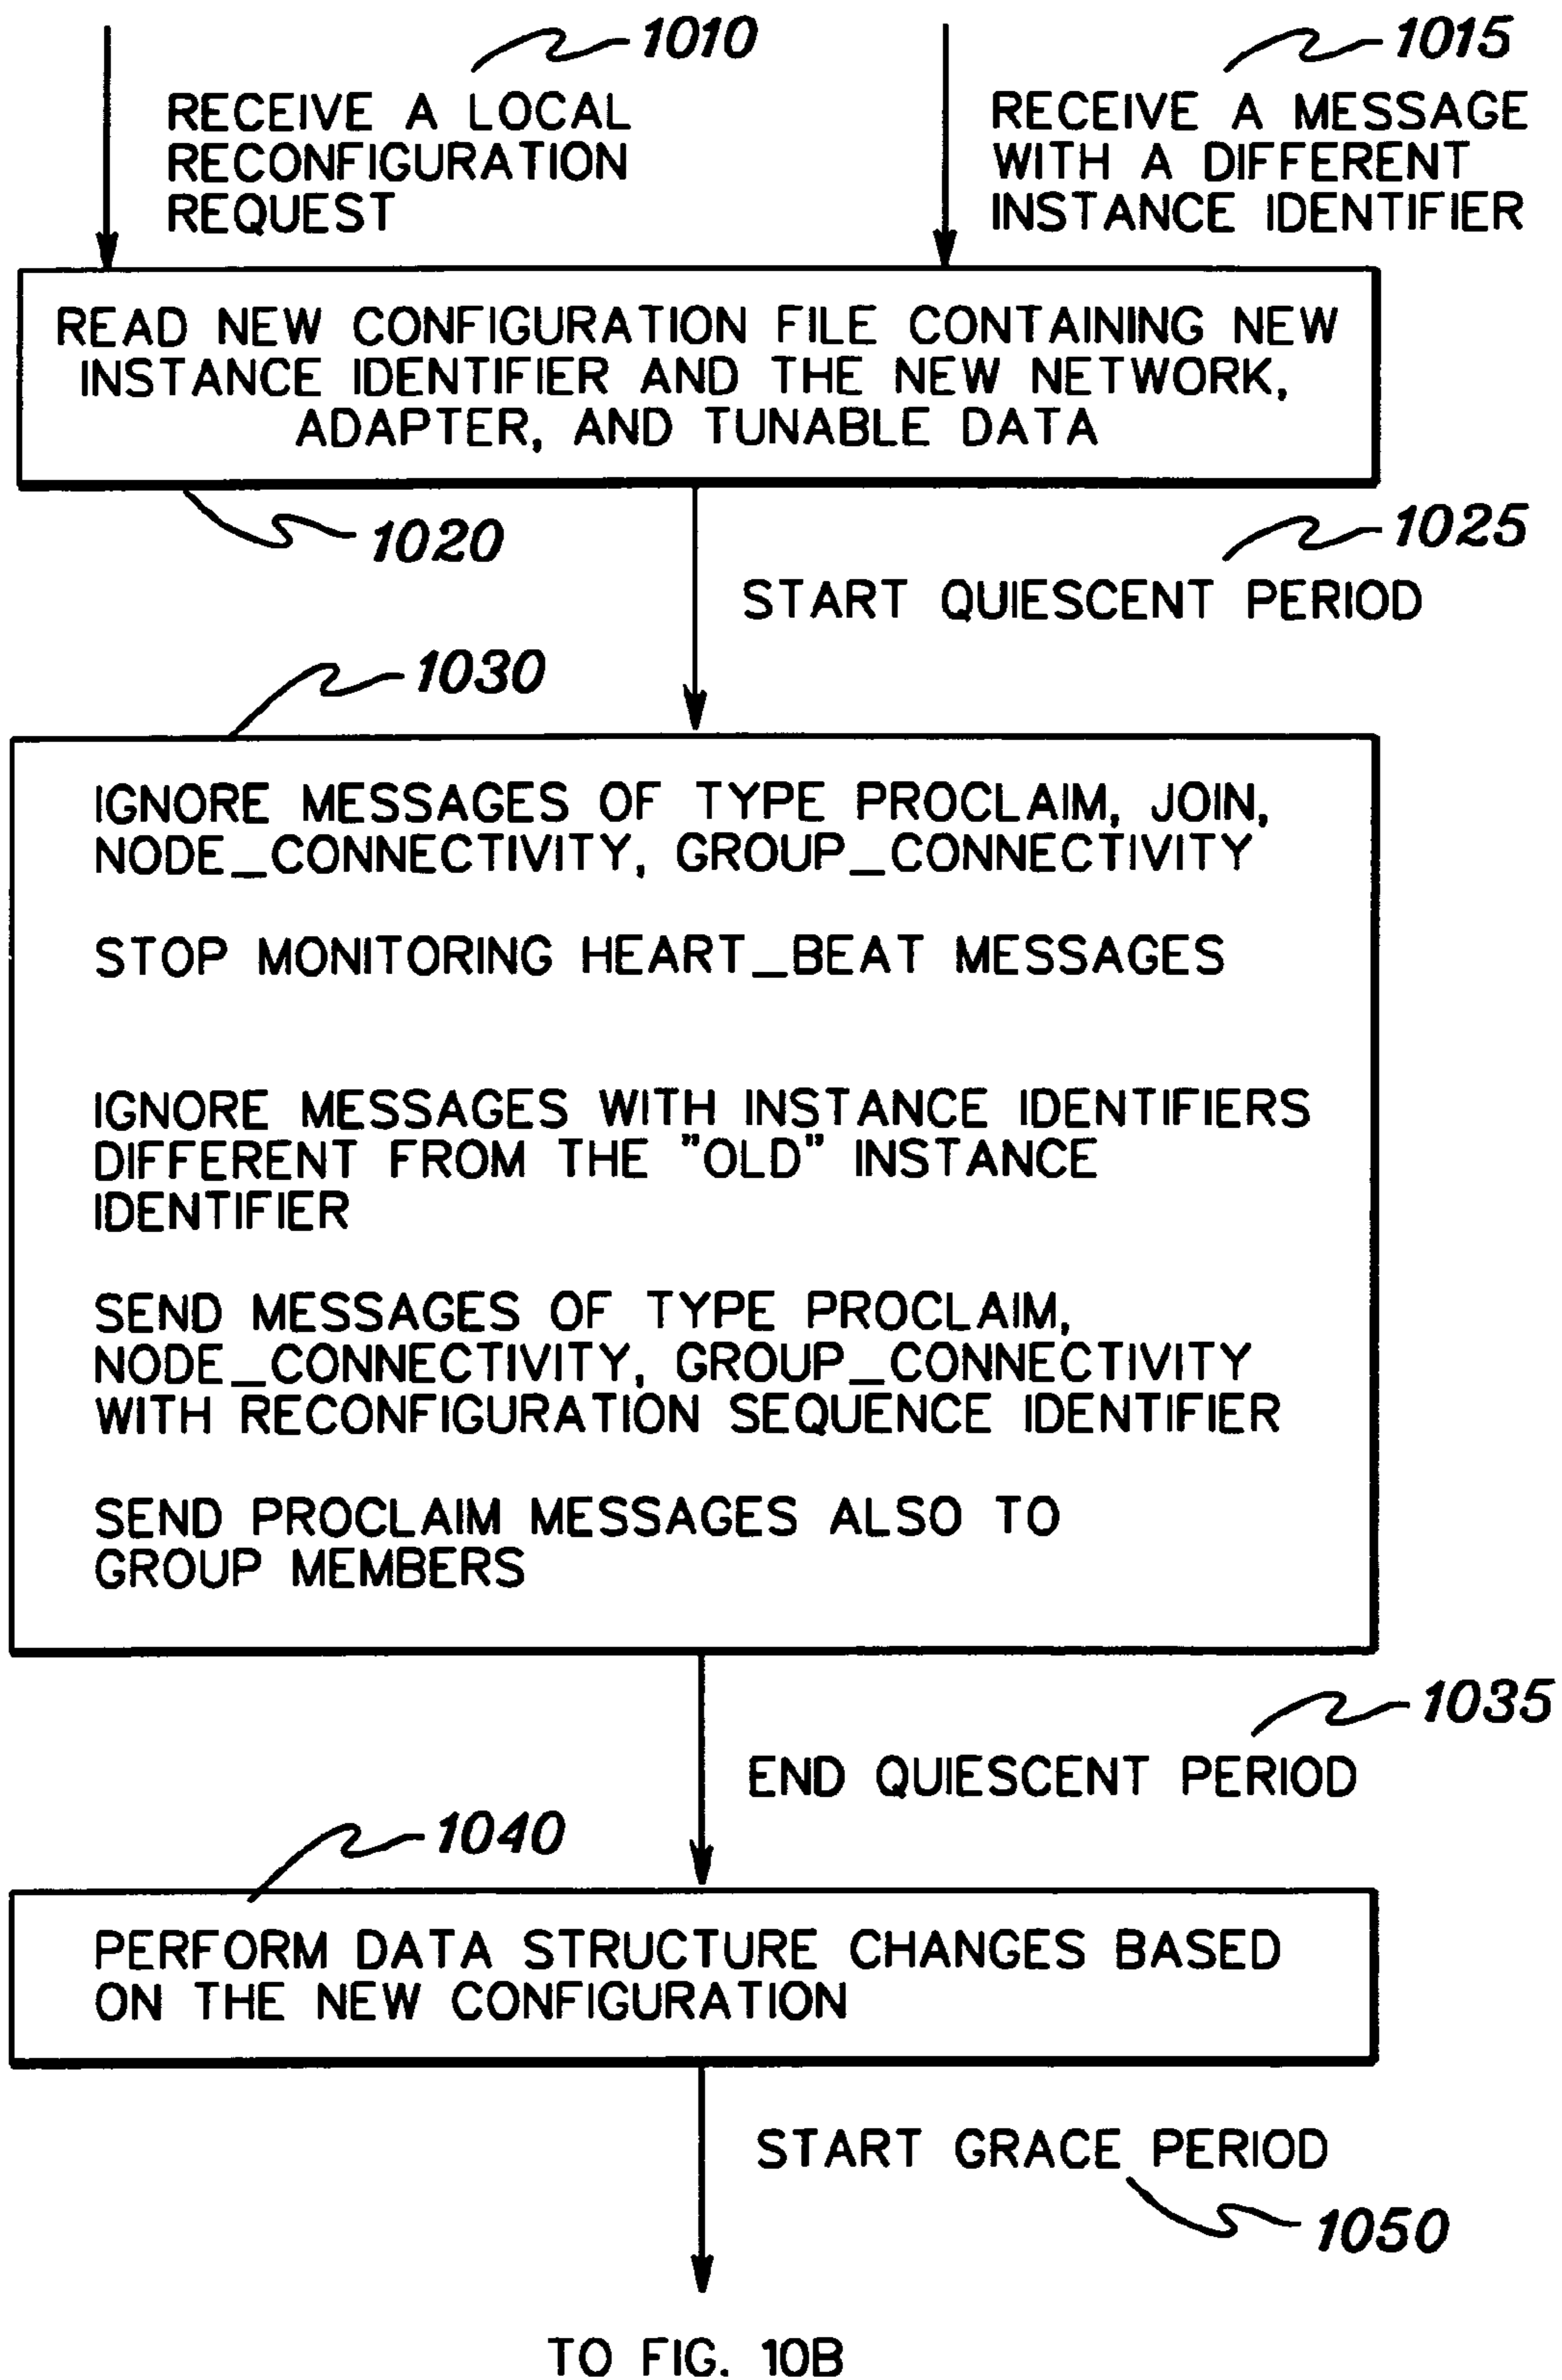 1010
RECEIVE A LOCAL
RECONFIGURATION
REQUEST
1015
RECEIVE A MESSAGE
WITH A DIFFERENT
INSTANCE IDENTIFIER
READ NEW CONFIGURATION FILE CONTAINING NEW
INSTANCE IDENTIFIER AND THE NEW NETWORK,
ADAPTER, AND TUNABLE DATA
1020
1025
START QUIESCENT PERIOD
1030
IGNORE MESSAGES OF TYPE PROCLAIM, JOIN,
NODE_CONNECTIVITY, GROUP_CONNECTIVITY
STOP MONITORING HEART_BEAT MESSAGES
IGNORE MESSAGES WITH INSTANCE IDENTIFIERS
DIFFERENT FROM THE "OLD" INSTANCE
IDENTIFIER
SEND MESSAGES OF TYPE PROCLAIM,
NODE_CONNECTIVITY, GROUP_CONNECTIVITY
WITH RECONFIGURATION SEQUENCE IDENTIFIER
SEND PROCLAIM MESSAGES ALSO TO
GROUP MEMBERS
1035
END QUIESCENT PERIOD
1040
PERFORM DATA STRUCTURE CHANGES BASED
ON THE NEW CONFIGURATION
START GRACE PERIOD
1050
TO FIG. 10B